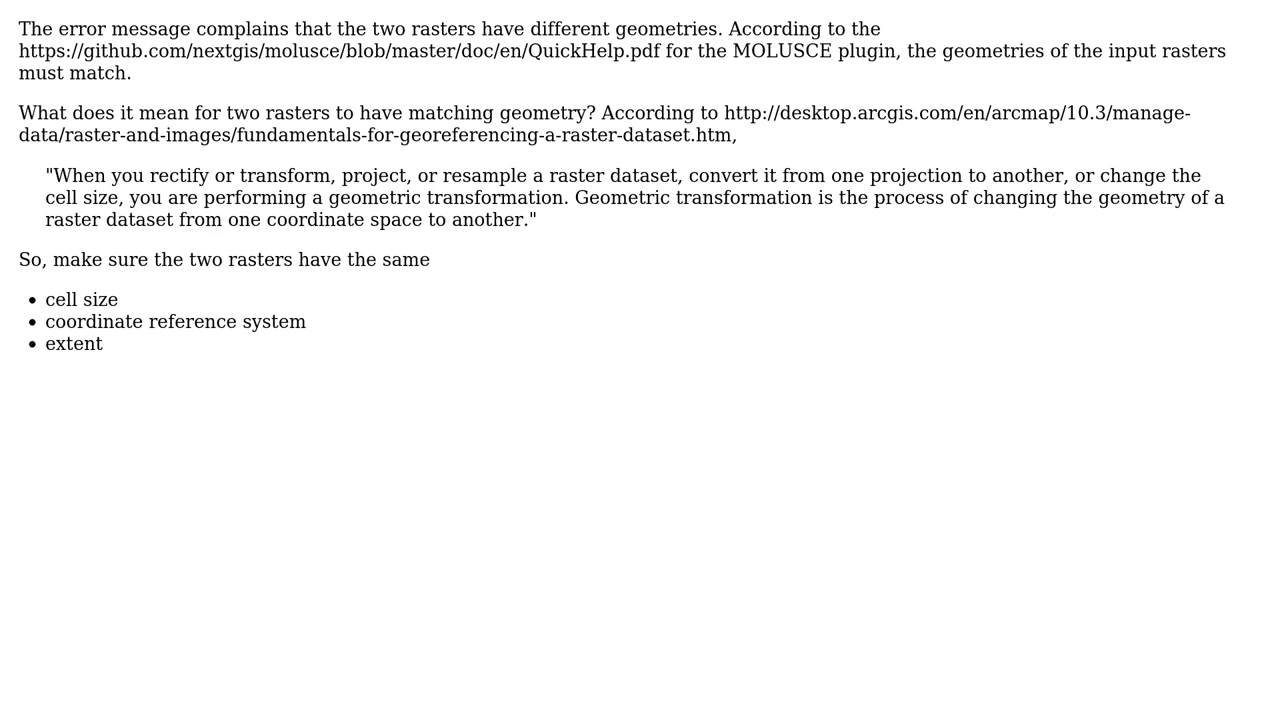 The error message complains that the two rasters have different geometries. According to the
https://github.com/nextgis/molusce/blob/master/doc/en/QuickHelp.pdf for the MOLUSCE plugin, the geometries of the input rasters
must match.
What does it mean for two rasters to have matching geometry? According to http://desktop.arcgis.com/en/arcmap/10.3/manage-
data/raster-and-images/fundamentals-for-georeferencing-a-raster-dataset.htm,
"When you rectify or transform, project, or resample a raster dataset, convert it from one projection to another, or change the
cell size, you are performing a geometric transformation. Geometric transformation is the process of changing the geometry of a
raster dataset from one coordinate space to another."
So, make sure the two rasters have the same
• cell size
• coordinate reference system
• extent